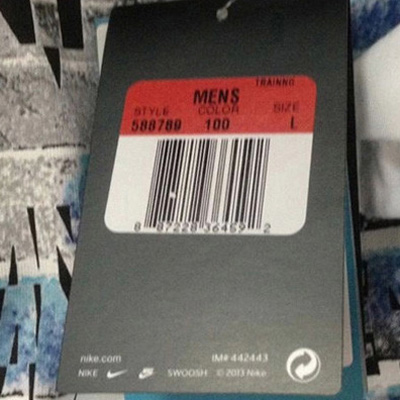 TRAINNG
MENS
STYLE COLOR SIZE
588789 100 L
8 87228 36459 2
nike.com IM# 442443
NIKE SWOOSH © 2013 Nike